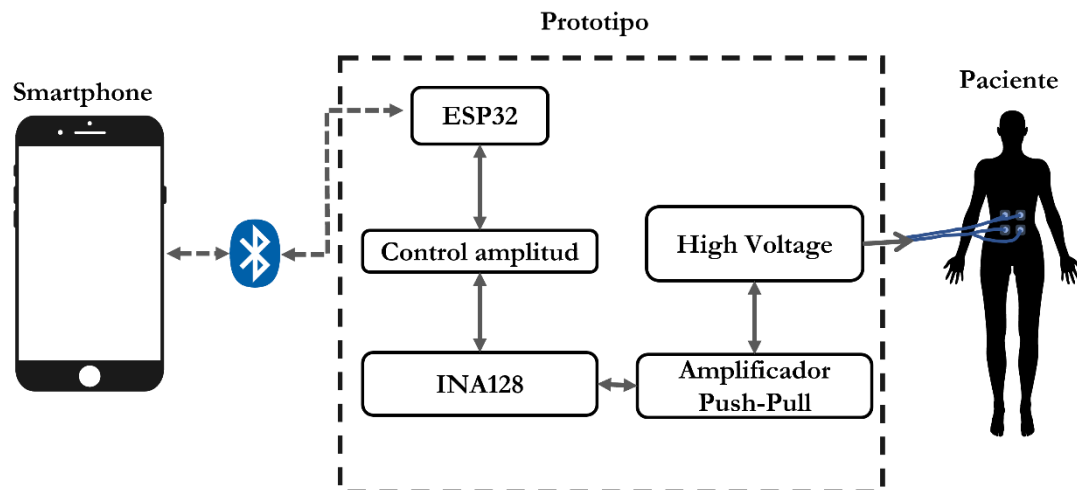 Prototipo
Smartphone
Paciente
ESP32
Control amplitud
High Voltage
INA128
Amplificador
Push-Pull